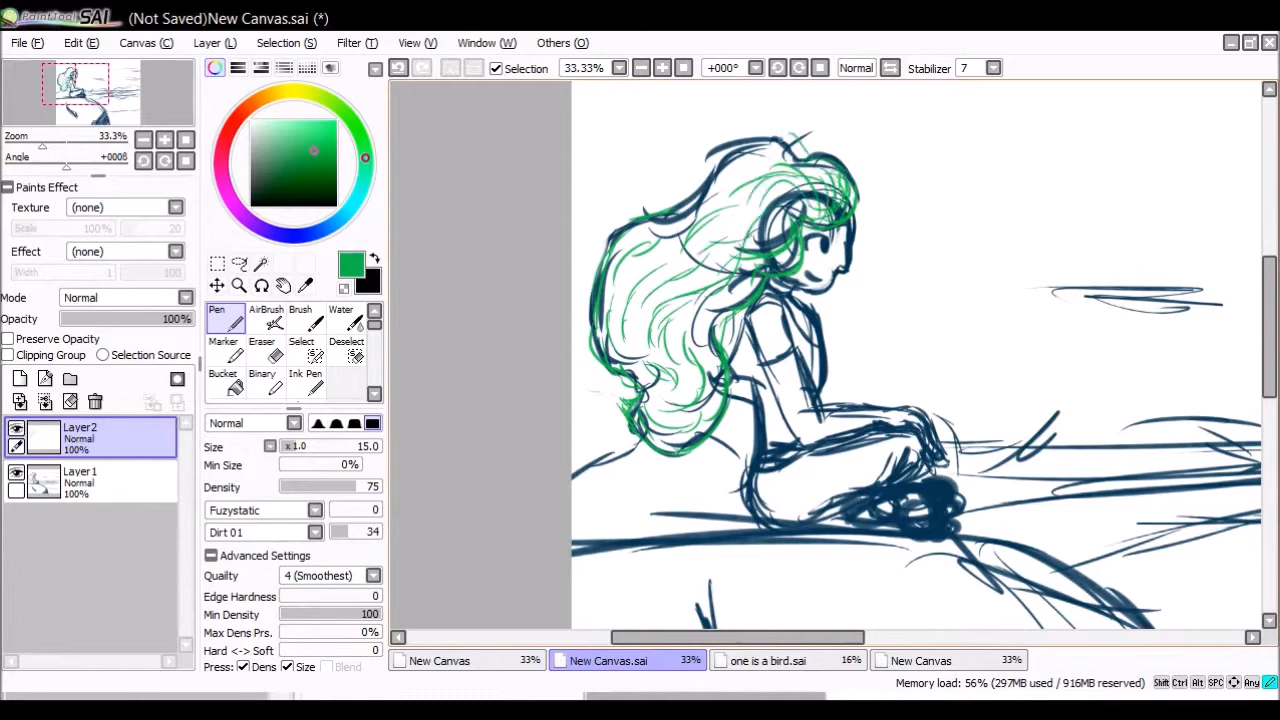 PaintTool SAI (Not Saved)New Canvas.sai (*)
File (F) Edit (E) Canvas (C) Layer (L) Selection (S) Filter (T) View (V) Window (W) Others (O)
Selection 33.33% +000° Normal Stabilizer 7
Zoom 33.3%
Angle +000ß
Paints Effect
Texture (none)
Scale 100% 20
Effect (none)
Width 1 100
Mode Normal
Opacity 100%
Preserve Opacity
Clipping Group Selection Source
Layer2
Normal
100%
Layer1
Normal
100%
Pen AirBrush Brush Water
Marker Eraser Select Deselect
Bucket Binary Ink Pen
Normal
Size x1.0 15.0
Min Size 0%
Density 75
Fuzystatic 0
Dirt 01 34
Advanced Settings
Quailty 4 (Smoothest)
Edge Hardness 0
Min Density 100
Max Dens Prs. 0%
Hard <-> Soft 0
Press: Dens Size Blend
New Canvas 33% New Canvas.sai 33% one is a bird.sai 16% New Canvas 33%
Memory load: 56% (297MB used / 916MB reserved) Shift Ctrl Alt SPC Any